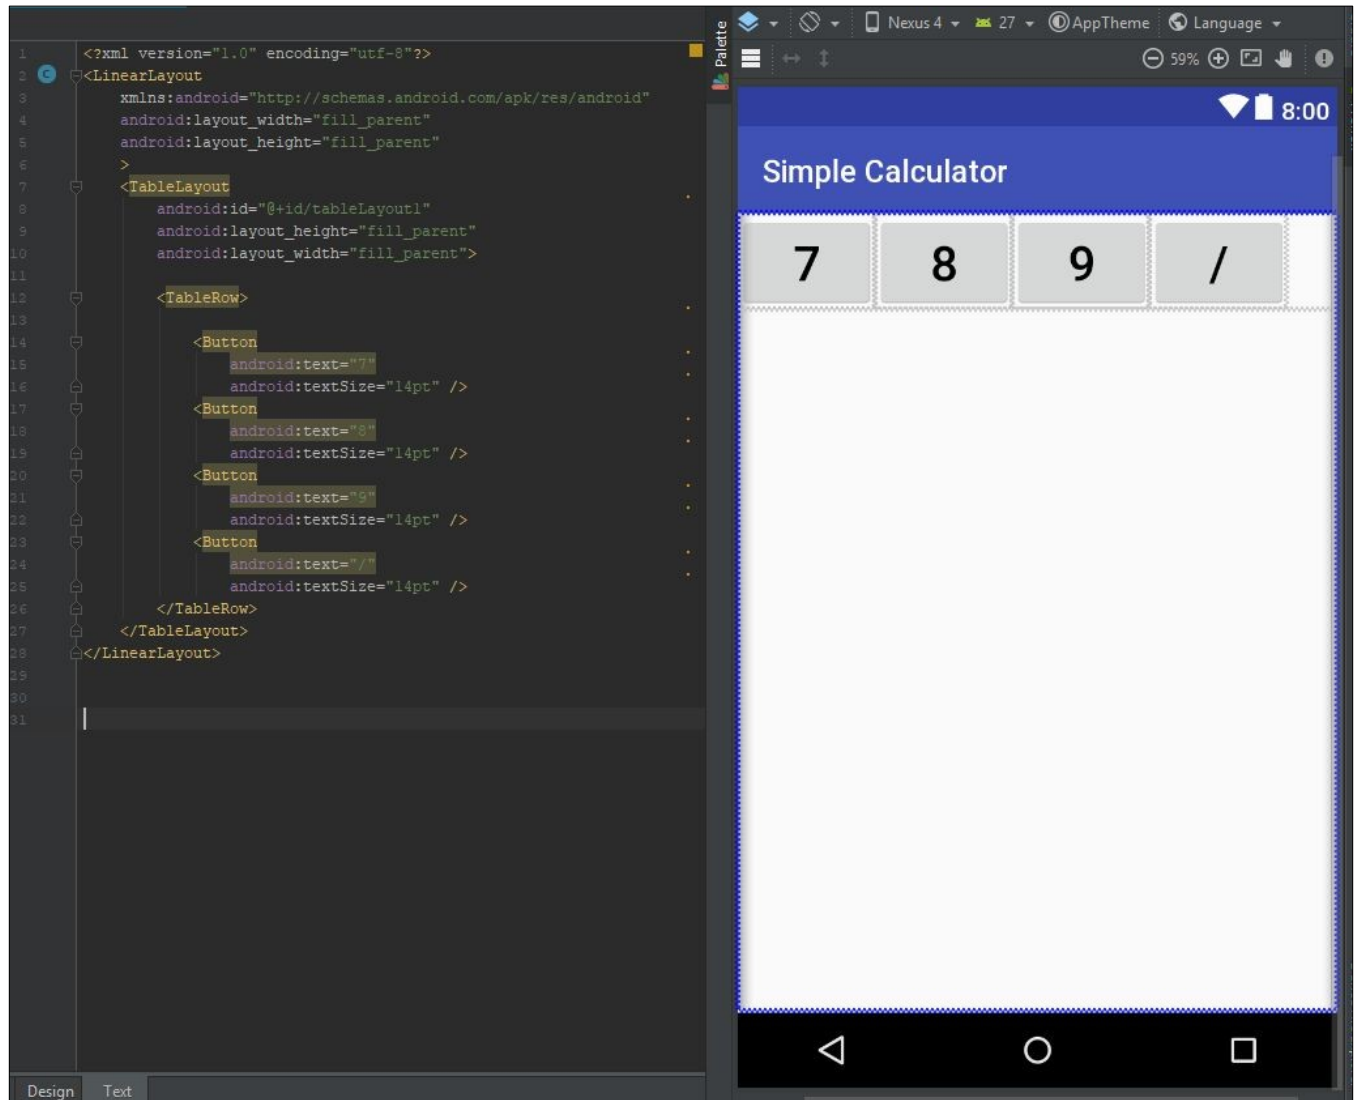 1 <?xml version="1.0" encoding="utf-8"?>
2 C <LinearLayout
3 xmlns:android="http://schemas.android.com/apk/res/android"
4 android:layout_width="fill_parent"
5 android:layout_height="fill_parent"
6 >
7 <TableLayout
8 android:id="@+id/tableLayout1"
9 android:layout_height="fill_parent"
10 android:layout_width="fill_parent">
11
12 <TableRow>
13
14 <Button
15 android:text="7"
16 android:textSize="14pt" />
17 <Button
18 android:text="8"
19 android:textSize="14pt" />
20 <Button
21 android:text="9"
22 android:textSize="14pt" />
23 <Button
24 android:text="/"
25 android:textSize="14pt" />
26 </TableRow>
27 </TableLayout>
28 </LinearLayout>
29
30
31
Design Text
Palette
Nexus 4 27 AppTheme Language
59%
8:00
Simple Calculator
7 8 9 /